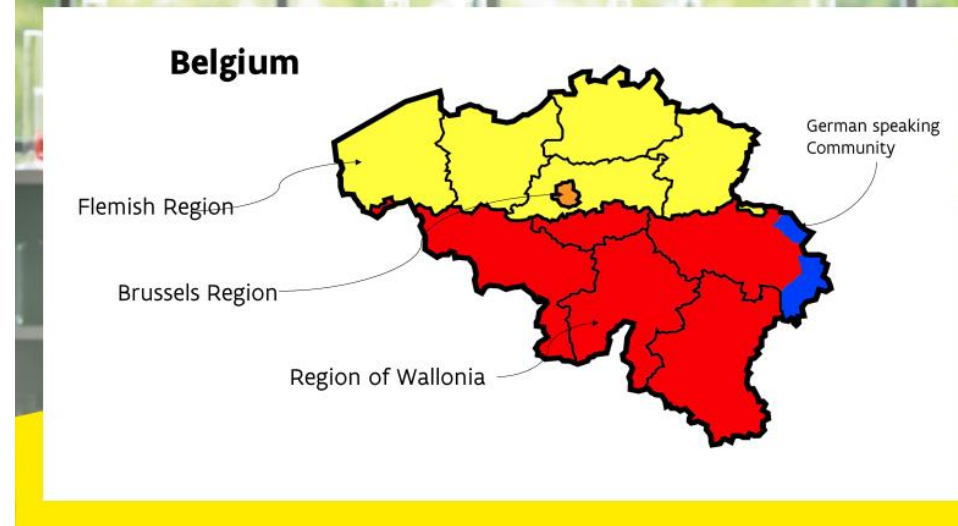 Belgium
German speaking
Community
Flemish Region
Brussels Region
Region of Wallonia